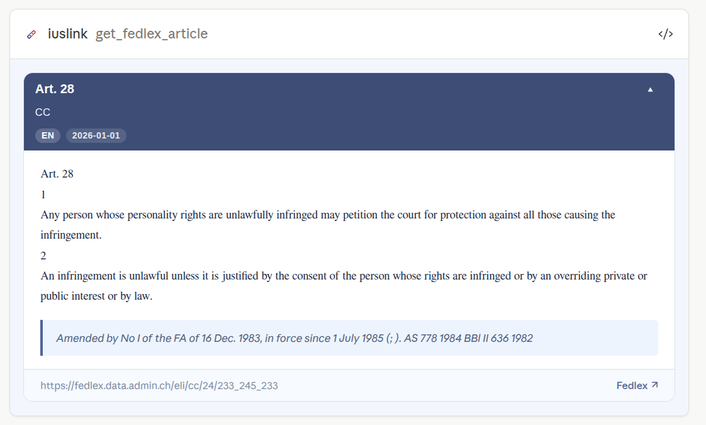 iuslink get_fedlex_article </>
Art. 28
CC
EN 2026-01-01
Art. 28
1
Any person whose personality rights are unlawfully infringed may petition the court for protection against all those causing the
infringement.
2
An infringement is unlawful unless it is justified by the consent of the person whose rights are infringed or by an overriding private or
public interest or by law.
Amended by No I of the FA of 16 Dec. 1983, in force since 1 July 1985 (; ). AS 778 1984 BBl II 636 1982
https://fedlex.data.admin.ch/eli/cc/24/233_245_233
Fedlex ↗